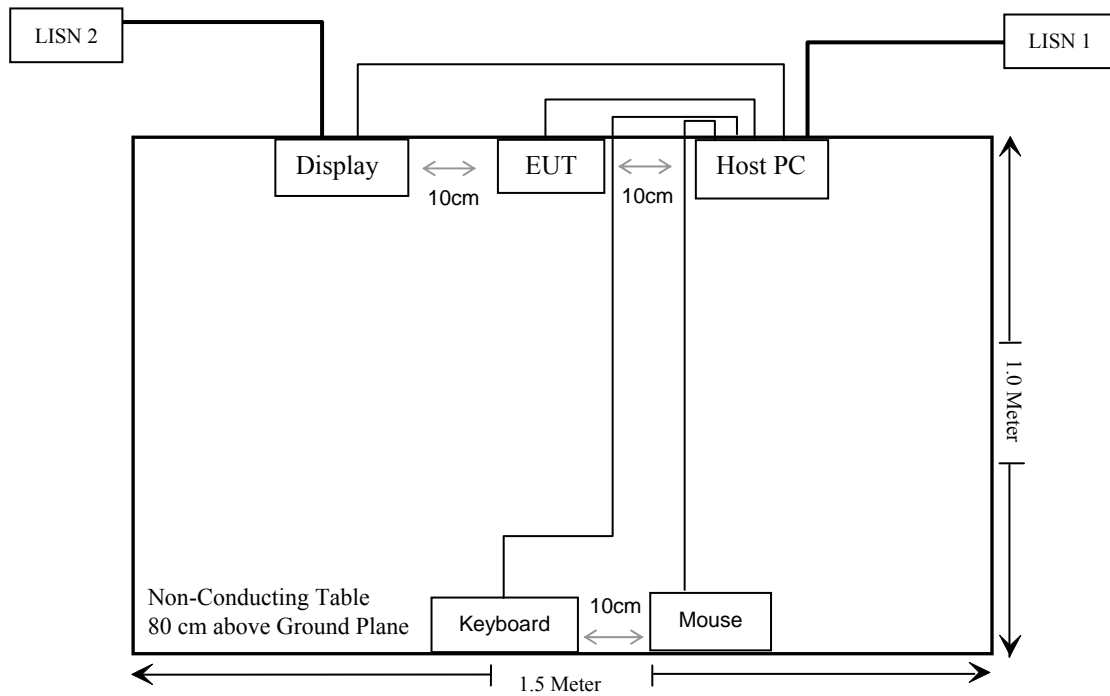 LISN 2
LISN 1
Display
EUT
Host PC
10cm
10cm
1.0 Meter
Non-Conducting Table
80 cm above Ground Plane
Keyboard
10cm
Mouse
1.5 Meter